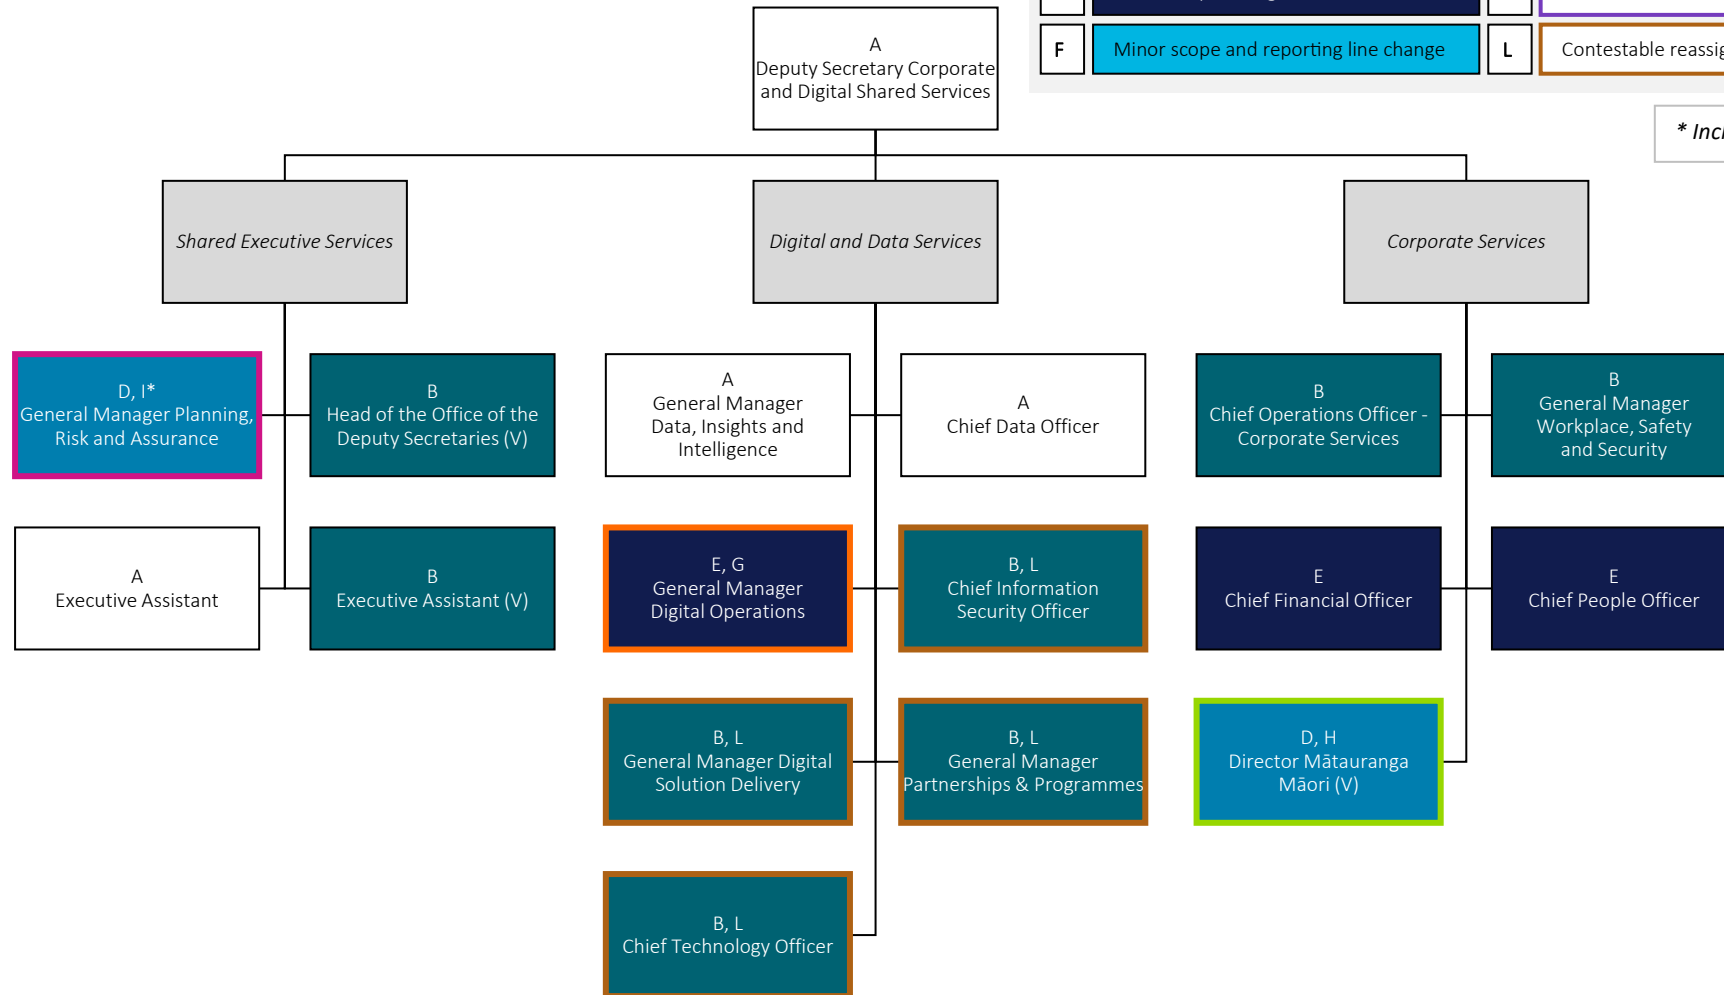 F
Minor scope and reporting line change
L
Contestable
A
Deputy Secretary Corporate
and Digital Shared Services
Shared Executive Services
Digital and Data Services
Corporate Services
D, I*
General Manager Planning,
Risk and Assurance
B
Head of the Office of the
Deputy Secretaries (V)
A
General Manager
Data, Insights and
Intelligence
A
Chief Data Officer
B
Chief Operations Officer -
Corporate Services
B
General Manager
Workplace, Safety
and Security
A
Executive Assistant
B
Executive Assistant (V)
E, G
General Manager
Digital Operations
B, L
Chief Information
Security Officer
E
Chief Financial Officer
E
Chief People Officer
B, L
General Manager Digital
Solution Delivery
B, L
General Manager
Partnerships & Programmes
D, H
Director Mātauranga
Māori (V)
B, L
Chief Technology Officer